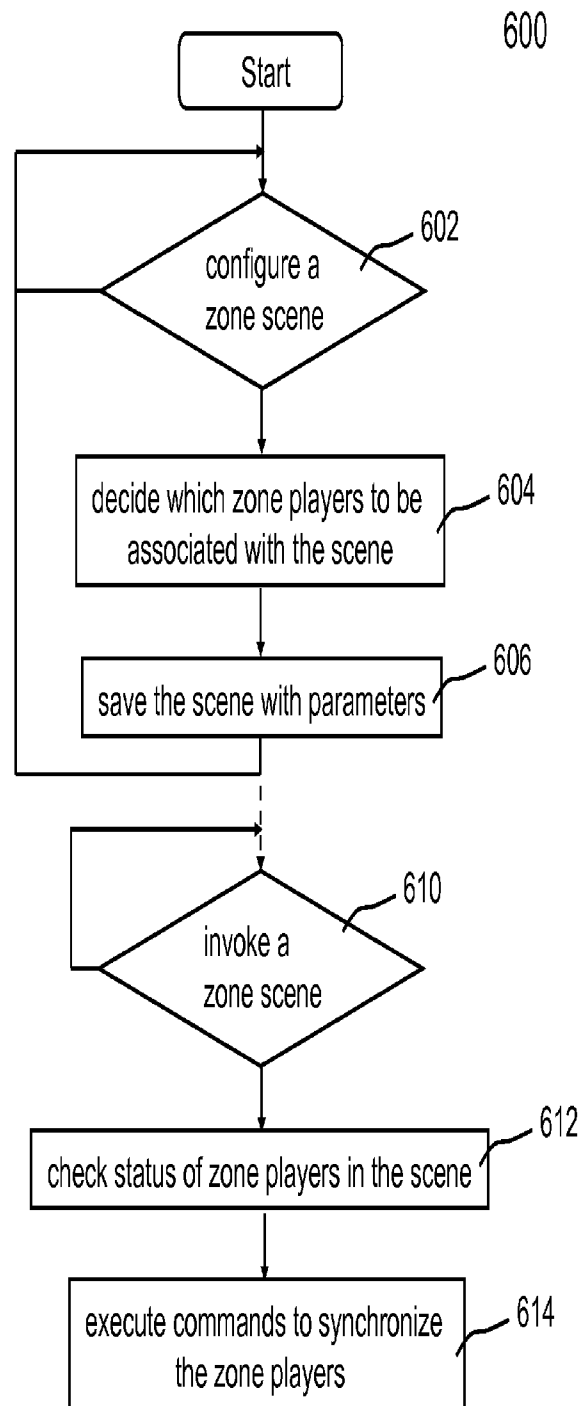 600
Start
602
configure a
zone scene
604
decide which zone players to be
associated with the scene
606
save the scene with parameters
610
invoke a
zone scene
612
check status of zone players in the scene
614
execute commands to synchronize
the zone players